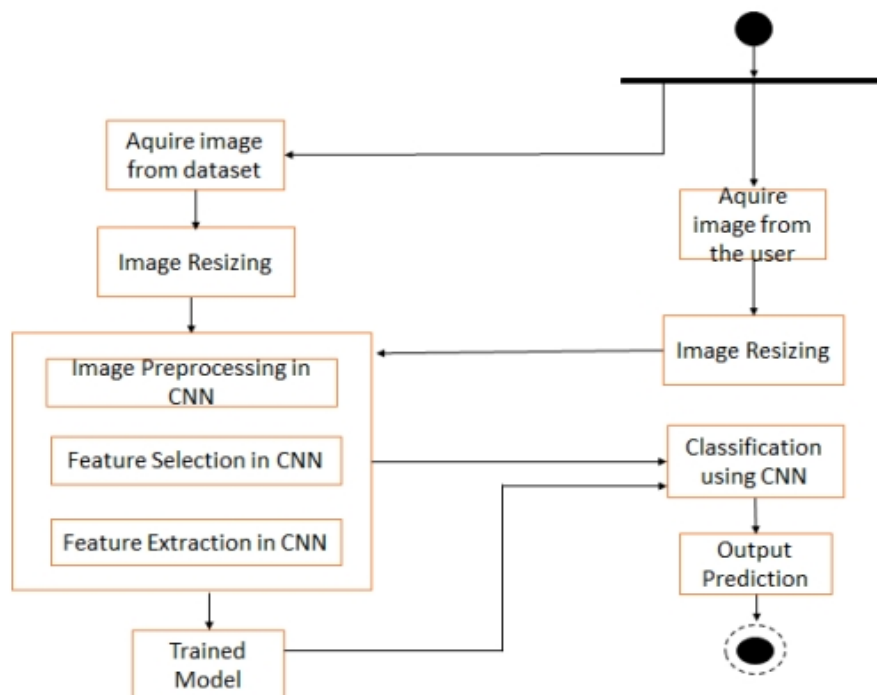 Aquire image
from dataset
Aquire
image from
the user
Image Resizing
Image Resizing
Image Preprocessing in
CNN
Feature Selection in CNN
Classification
using CNN
Feature Extraction in CNN
Output
Prediction
Trained
Model